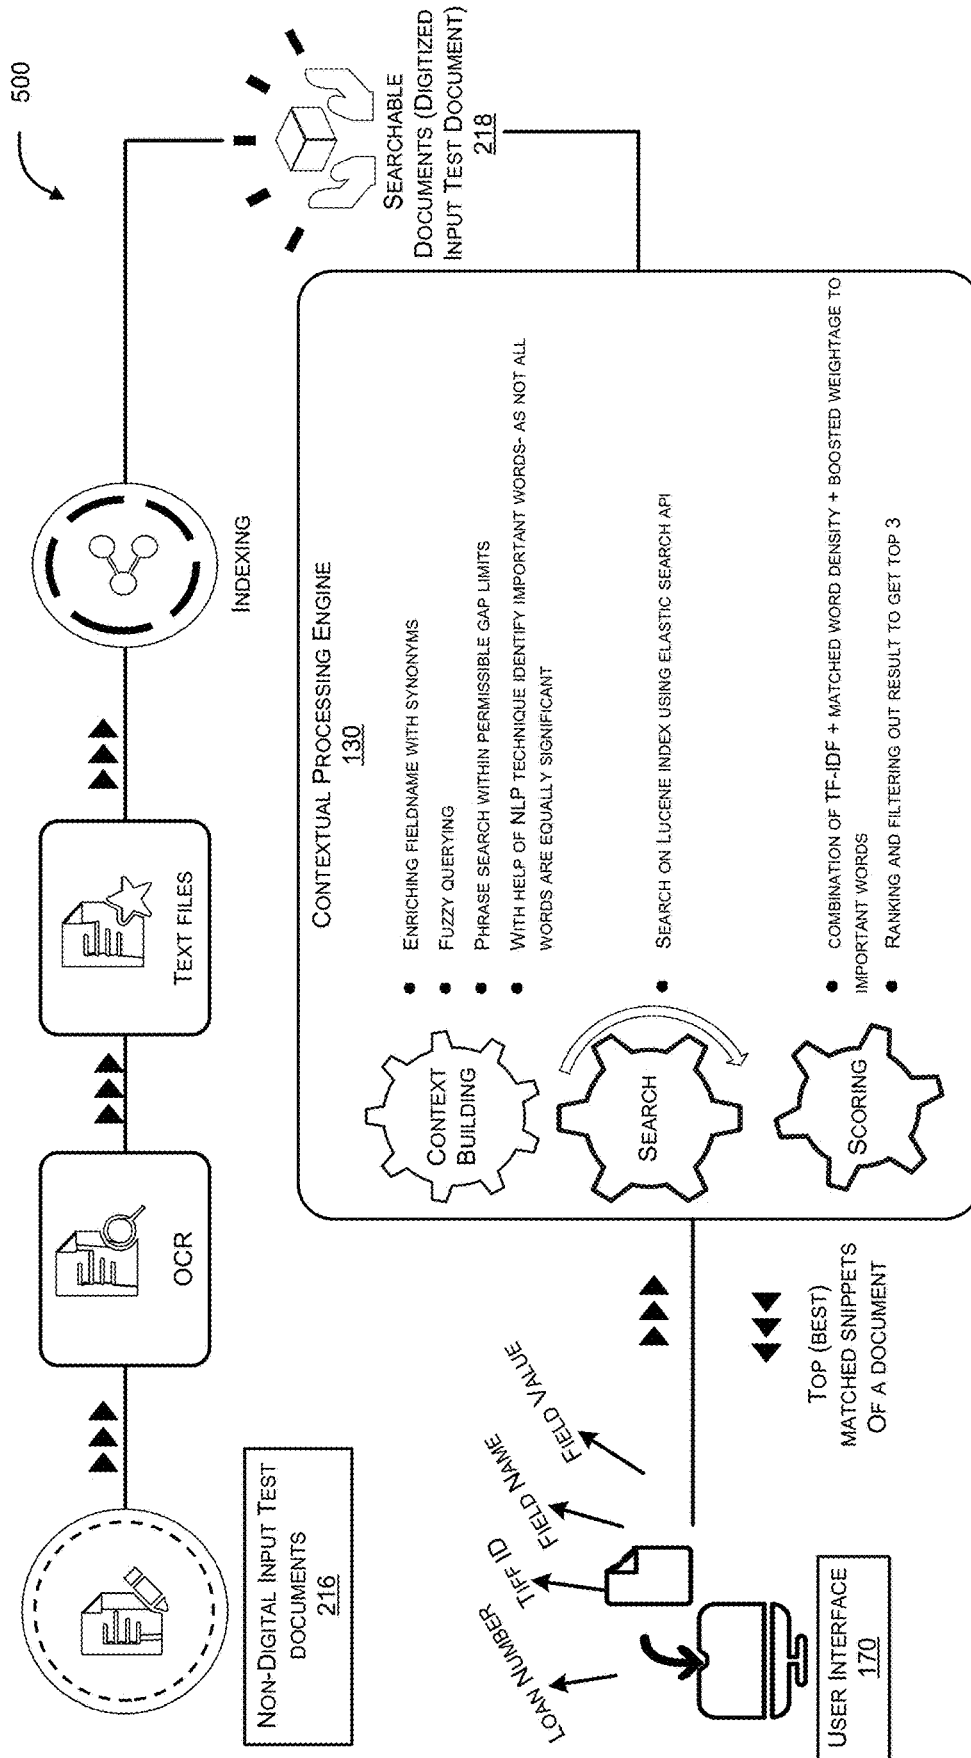 500
NON-DIGITAL INPUT TEST
DOCUMENTS
216
OCR
TEXT FILES
INDEXING
SEARCHABLE
DOCUMENTS (DIGITIZED
INPUT TEST DOCUMENT)
218
CONTEXTUAL PROCESSING ENGINE
130
CONTEXT
BUILDING
• ENRICHING FIELDNAME WITH SYNONYMS
• FUZZY QUERYING
• PHRASE SEARCH WITHIN PERMISSIBLE GAP LIMITS
• WITH HELP OF NLP TECHNIQUE IDENTIFY IMPORTANT WORDS- AS NOT ALL
WORDS ARE EQUALLY SIGNIFICANT
SEARCH
• SEARCH ON LUCENE INDEX USING ELASTIC SEARCH API
SCORING
• COMBINATION OF TF-IDF + MATCHED WORD DENSITY + BOOSTED WEIGHTAGE TO
IMPORTANT WORDS
• RANKING AND FILTERING OUT RESULT TO GET TOP 3
LOAN NUMBER
TIFF ID
FIELD NAME
FIELD VALUE
TOP (BEST)
MATCHED SNIPPETS
OF A DOCUMENT
USER INTERFACE
170